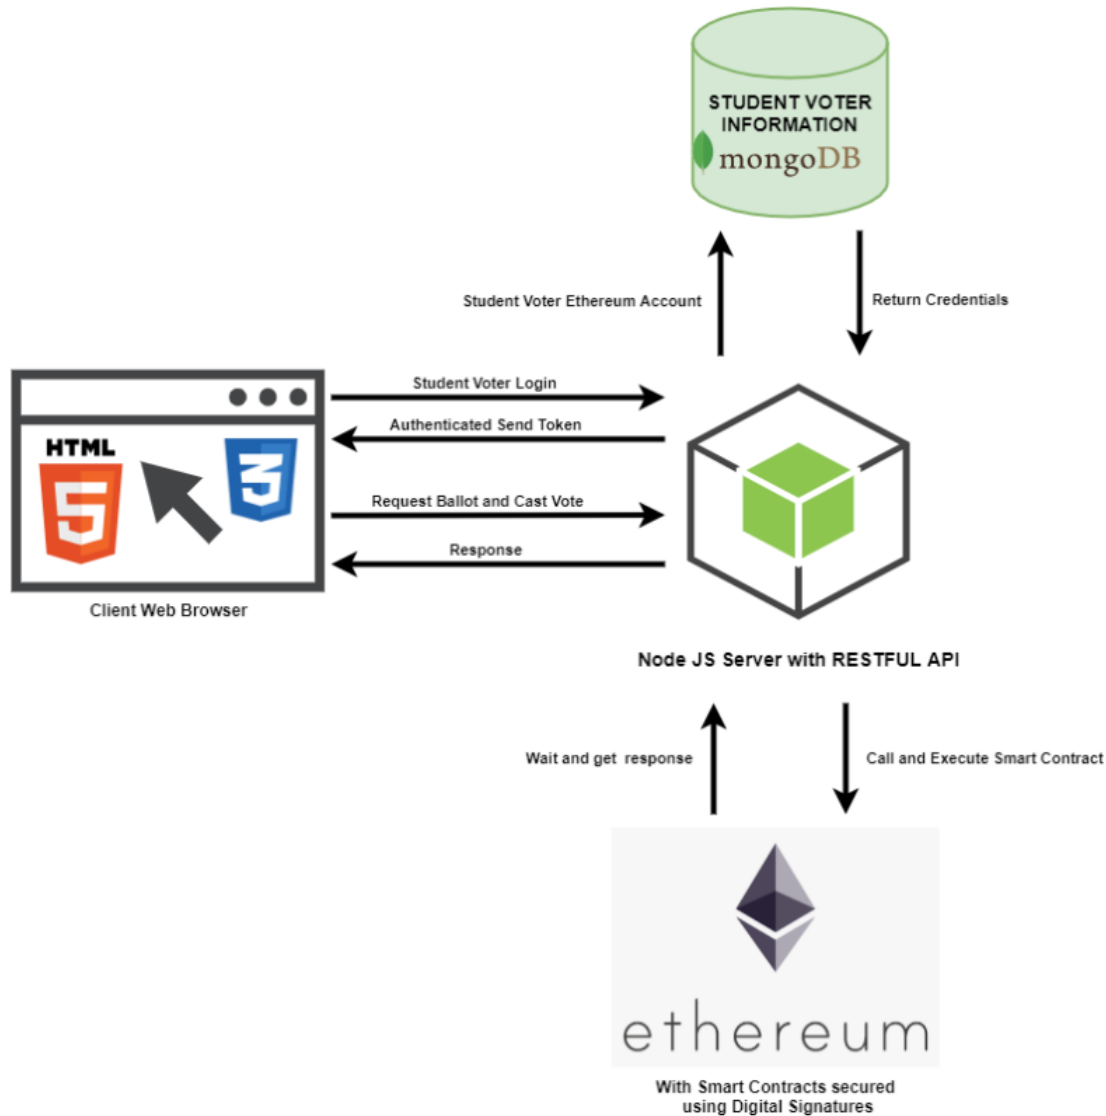 STUDENT VOTER
INFORMATION
mongoDB
Student Voter Ethereum Account
Return Credentials
Student Voter Login
Authenticated Send Token
HTML
5
3
Request Ballot and Cast Vote
Response
Client Web Browser
Node JS Server with RESTFUL API
Wait and get response
Call and Execute Smart Contract
ethereum
With Smart Contracts secured
using Digital Signatures